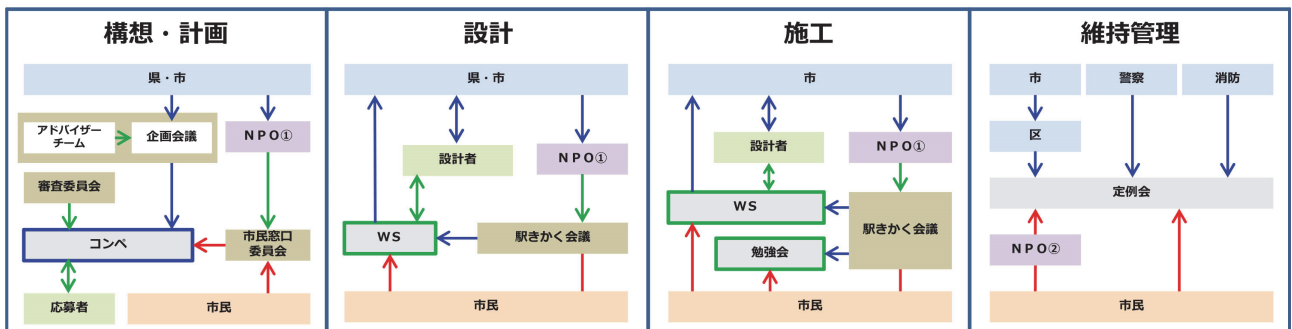 構想・計画
県・市
アドバイザー
チーム
企画会議
NPO①
審査委員会
コンペ
市民窓口
委員会
応募者
市民
設計
県・市
設計者
NPO①
WS
駅きかく会議
市民
施工
市
設計者
NPO①
WS
駅きかく会議
勉強会
市民
維持管理
市
警察
消防
区
定例会
NPO②
市民